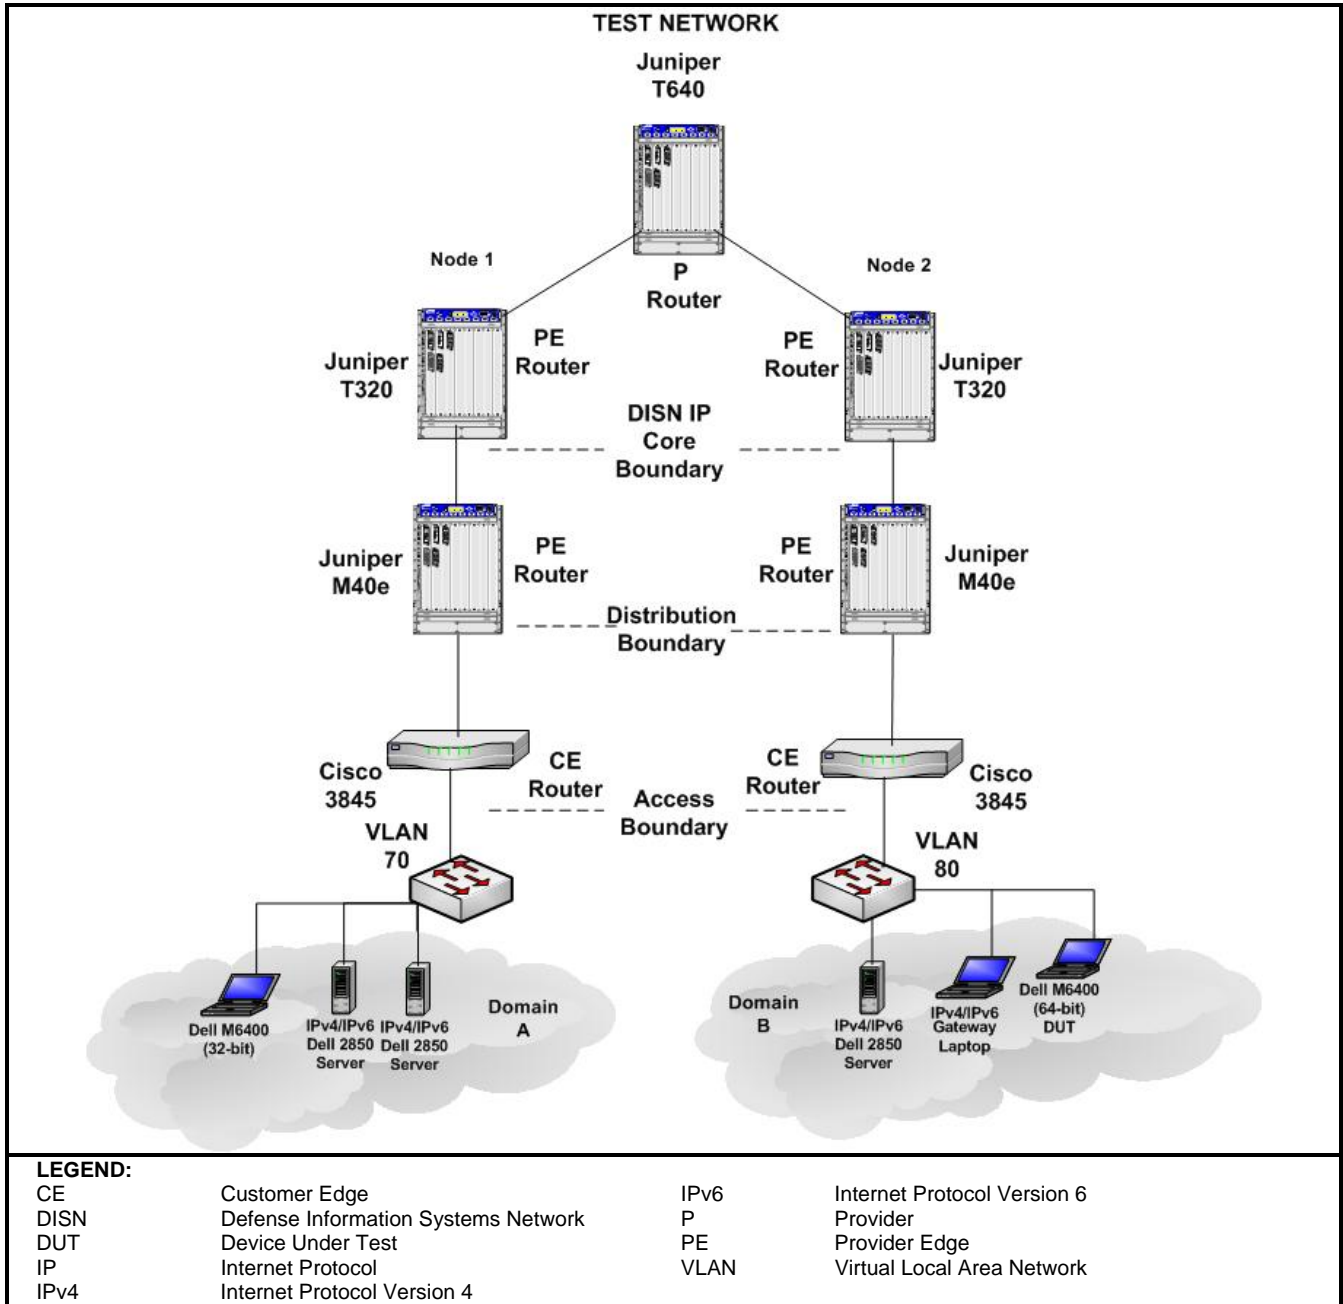 TEST NETWORK
Juniper
T640
P
Router
Node 1
Node 2
Juniper
T320
PE
Router
PE
Router
Juniper
T320
DISN IP
Core
Boundary
Juniper
M40e
PE
Router
PE
Router
Juniper
M40e
Distribution
Boundary
Cisco
3845
CE
Router
CE
Router
Cisco
3845
Access
Boundary
VLAN
70
VLAN
80
Dell M6400
(32-bit)
IPv4/IPv6
Dell 2850
Server
IPv4/IPv6
Dell 2850
Server
Domain
A
Domain
B
IPv4/IPv6
Dell 2850
Server
IPv4/IPv6
Gateway
Laptop
Dell M6400
(64-bit)
DUT
LEGEND:
CE Customer Edge
DISN Defense Information Systems Network
DUT Device Under Test
IP Internet Protocol
IPv4 Internet Protocol Version 4
IPv6 Internet Protocol Version 6
P Provider
PE Provider Edge
VLAN Virtual Local Area Network